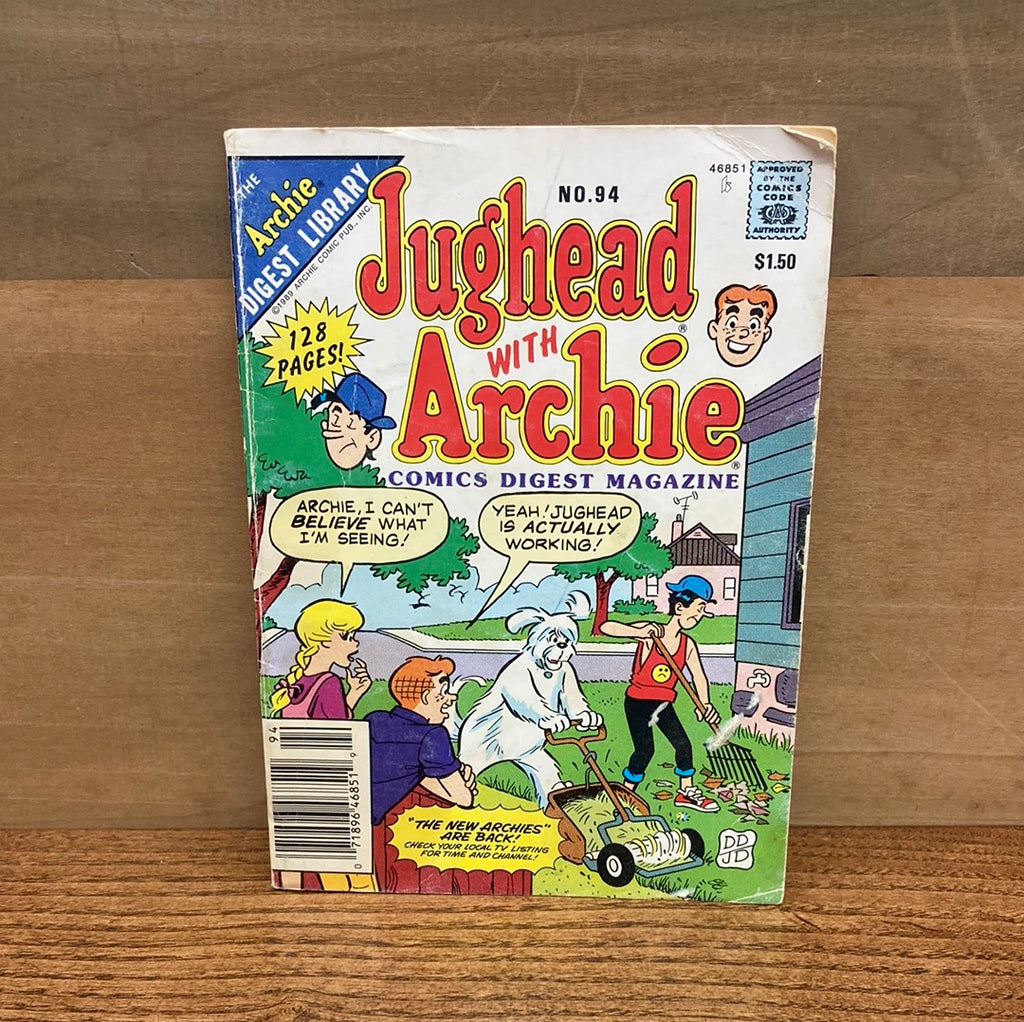 THE
Archie
DIGEST LIBRARY
©1989 ARCHIE COMIC PUB., INC.
NO.94
46851
APPROVED
BY THE
COMICS
CODE
AUTHORITY
$1.50
Jughead
WITH
Archie
®
®
COMICS DIGEST MAGAZINE
128
PAGES!
ARCHIE, I CAN'T
BELIEVE WHAT
I'M SEEING!
YEAH! JUGHEAD
IS ACTUALLY
WORKING!
94
0 71896 46851 9
"THE NEW ARCHIES"
ARE BACK!
CHECK YOUR LOCAL TV LISTING
FOR TIME AND CHANNEL!
DD
JD